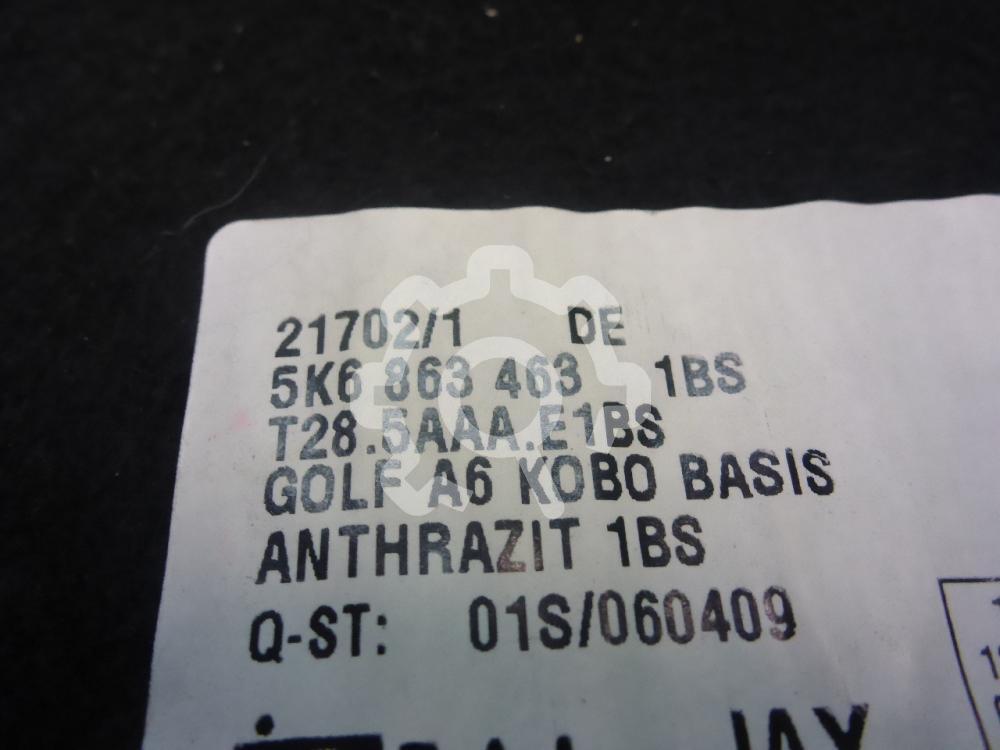 21702/1 DE
5K6 863 463 1BS
T28.5AAA.E1BS
GOLF A6 KOBO BASIS
ANTHRAZIT 1BS
Q-ST: 01S/060409